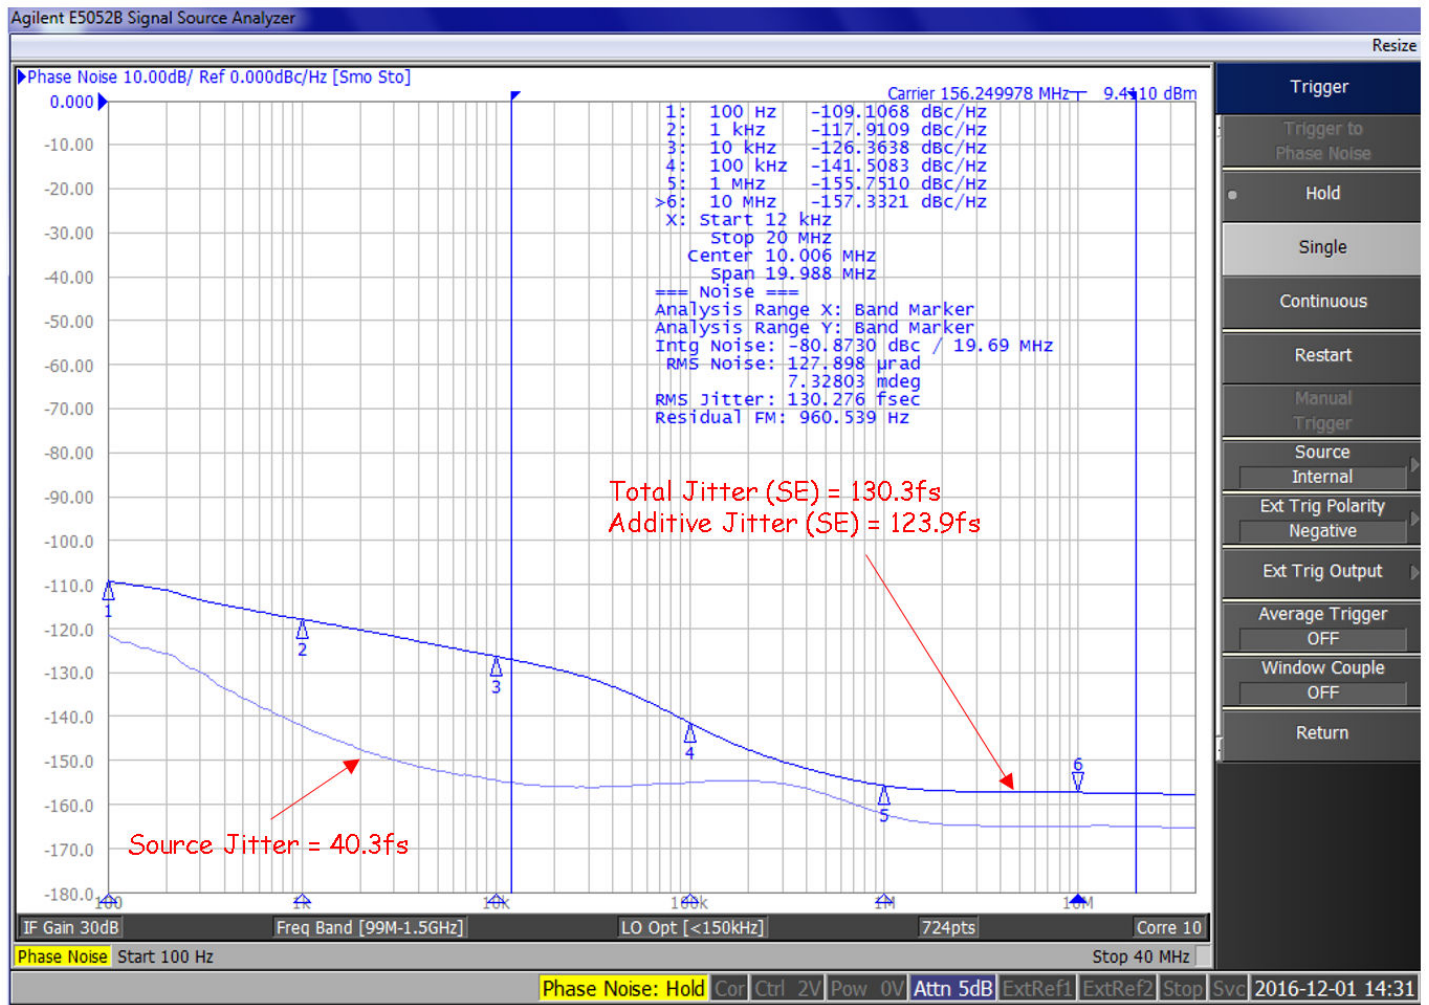 Agilent E5052B Signal Source Analyzer
Resize
Phase Noise 10.00dB/ Ref 0.000dBc/Hz [Smo Sto]
Carrier 156.249978 MHz 9.4110 dBm
0.000
-10.00
-20.00
-30.00
-40.00
-50.00
-60.00
-70.00
-80.00
-90.00
-100.0
-110.0
-120.0
-130.0
-140.0
-150.0
-160.0
-170.0
-180.0
1: 100 Hz -109.1068 dBc/Hz
2: 1 kHz -117.9109 dBc/Hz
3: 10 kHz -126.3638 dBc/Hz
4: 100 kHz -141.5083 dBc/Hz
5: 1 MHz -155.7510 dBc/Hz
>6: 10 MHz -157.3321 dBc/Hz
X: Start 12 kHz
Stop 20 MHz
Center 10.006 MHz
Span 19.988 MHz
=== Noise ===
Analysis Range X: Band Marker
Analysis Range Y: Band Marker
Intg Noise: -80.8730 dBc / 19.69 MHz
RMS Noise: 127.898 µrad
7.32803 mdeg
RMS Jitter: 130.276 fsec
Residual FM: 960.539 Hz
Total Jitter (SE) = 130.3fs
Additive Jitter (SE) = 123.9fs
1
2
3
4
5
6
Source Jitter = 40.3fs
100
1k
10k
100k
1M
10M
IF Gain 30dB
Freq Band [99M-1.5GHz]
LO Opt [<150kHz]
724pts
Corre 10
Phase Noise Start 100 Hz
Stop 40 MHz
Trigger
Trigger to
Phase Noise
Hold
Single
Continuous
Restart
Manual
Trigger
Source
Internal
Ext Trig Polarity
Negative
Ext Trig Output
Average Trigger
OFF
Window Couple
OFF
Return
Phase Noise: Hold Cor Ctrl 2V Pow 0V Attn 5dB ExtRef1 ExtRef2 Stop Svc 2016-12-01 14:31